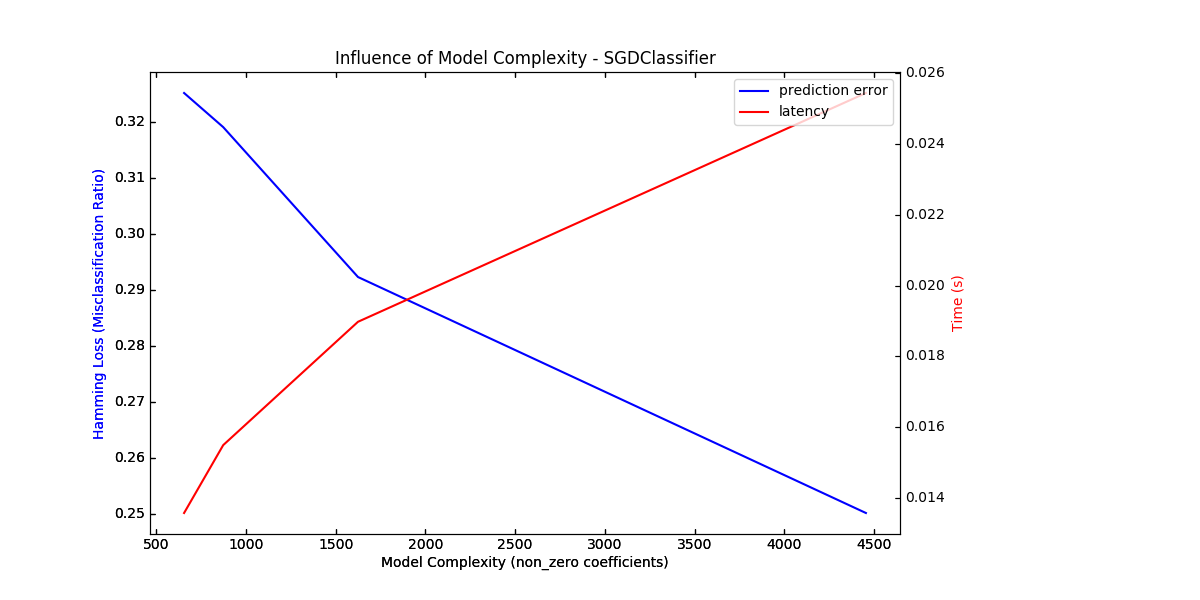 Influence of Model Complexity - SGDClassifier
prediction error
latency
0.32
0.31
0.30
0.29
0.28
0.27
0.26
0.25
Hamming Loss (Misclassification Ratio)
0.026
0.024
0.022
0.020
0.018
0.016
0.014
Time (s)
500 1000 1500 2000 2500 3000 3500 4000 4500
Model Complexity (non_zero coefficients)